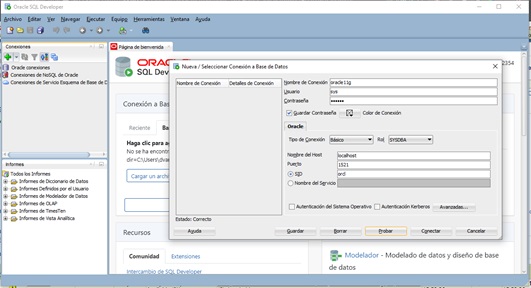 Oracle SQL Developer
Archivo Editar Ver Navegar Ejecutar Equipo Herramientas Ventana Ayuda
Conexiones
Oracle conexiones
Conexiones de NoSQL de Oracle
Conexiones de Servicio Esquema de Base de D
Informes
Todos los Informes
Informes de Diccionario de Datos
Informes Definidos por el Usuario
Informes de Modelador de Datos
Informes de OLAP
Informes de TimesTen
Informes de Vista Analítica
Página de bienvenida
ORACLE
SQL Dev
Conexión a Bas
Reciente Ba
Haga clic para ag
No se ha encontr
dir=C:\Users\dvar
Cargar un archiv
Recursos
Comunidad Extensiones
Intercambio de SQL Developer
Nueva / Seleccionar Conexión a Base de Datos
Nombre de Conexión Detalles de Conexión
Nombre de Conexión oracle11g
Usuario sys
Contraseña ••••••
Guardar Contraseña Color de Conexión
Oracle
Tipo de Conexión Básico Rol SYSDBA
Nombre del Host localhost
Puerto 1521
SID orcl
Nombre del Servicio
Autenticación del Sistema Operativo Autenticación Kerberos Avanzadas...
Estado: Correcto
Ayuda Guardar Borrar Probar Conectar Cancelar
2354
Modelador - Modelado de datos y diseño de base
de datos